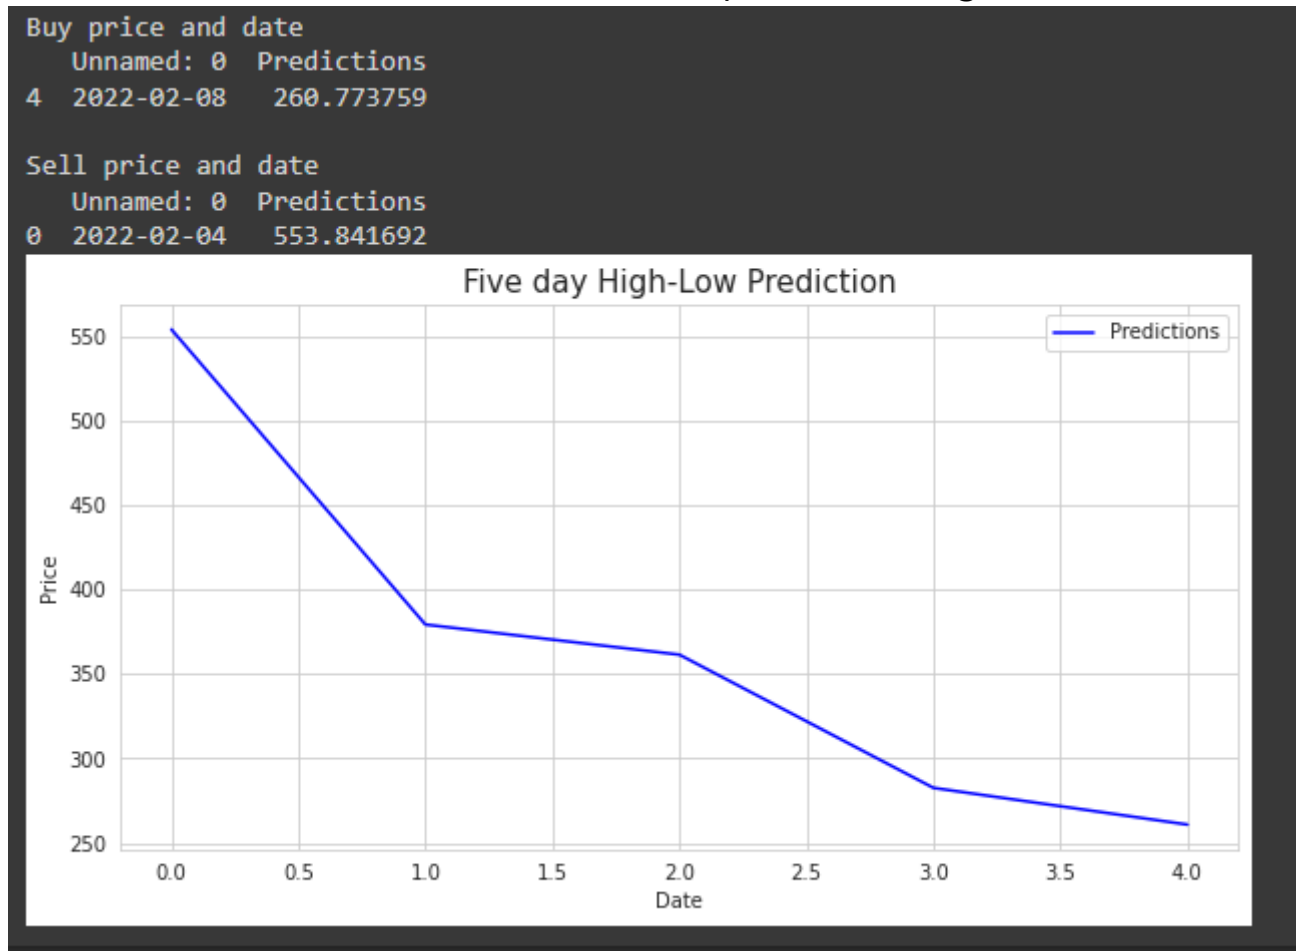 Buy price and date
Unnamed: 0 Predictions
4 2022-02-08 260.773759
Sell price and date
Unnamed: 0 Predictions
0 2022-02-04 553.841692
Five day High-Low Prediction
Predictions
550
500
450
400
350
300
250
Price
0.0 0.5 1.0 1.5 2.0 2.5 3.0 3.5 4.0
Date